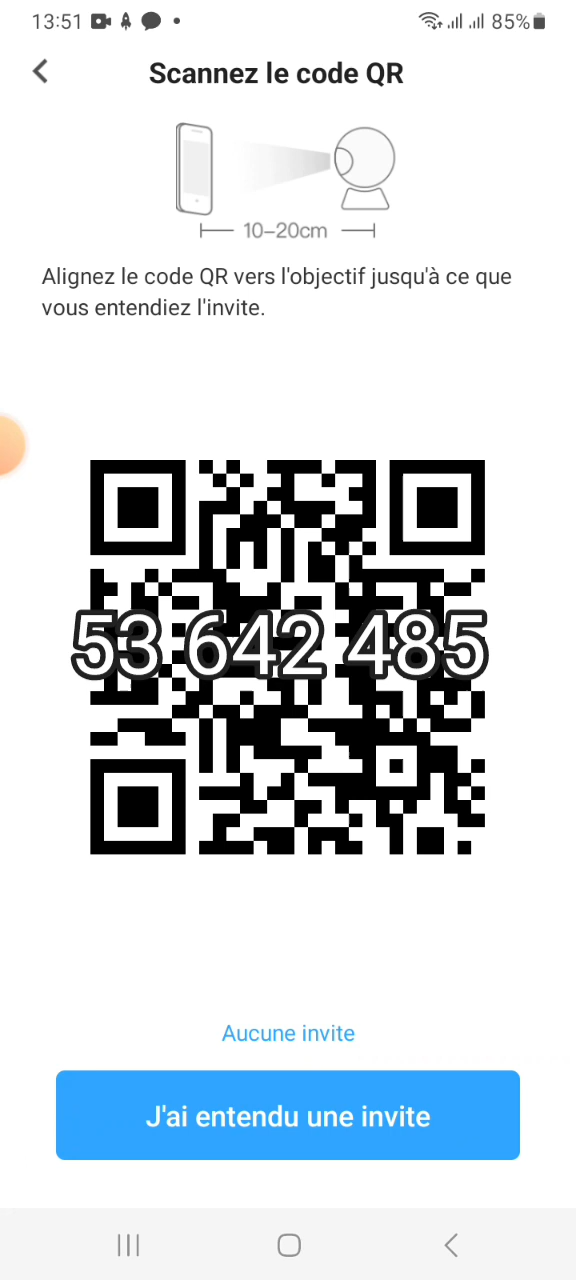 13:51 85%
Scannez le code QR
10–20cm
Alignez le code QR vers l'objectif jusqu'à ce que
vous entendiez l'invite.
53 642 485
Aucune invite
J'ai entendu une invite